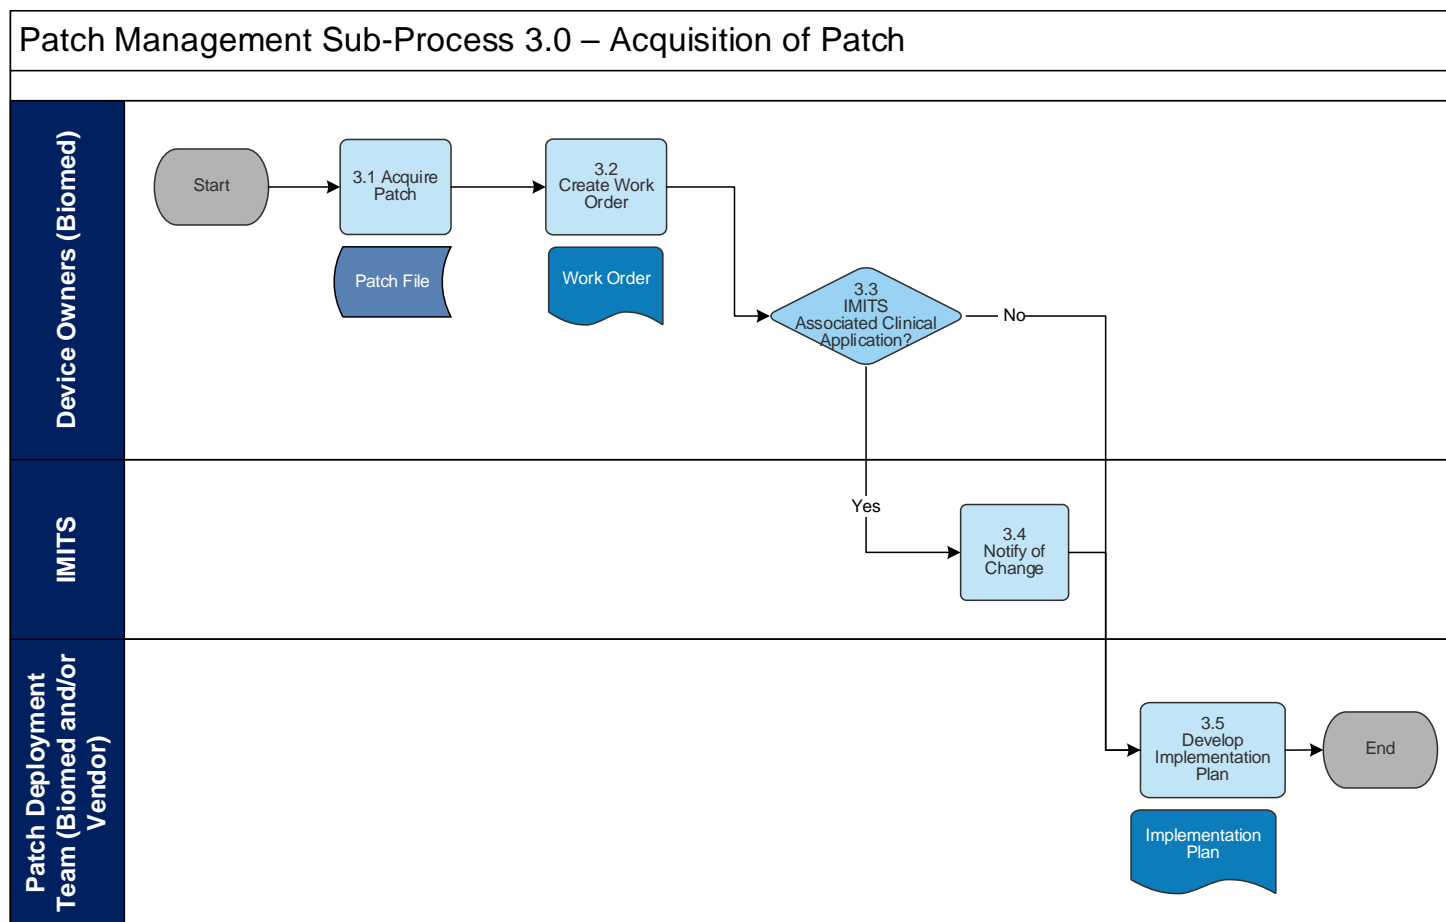 Patch Management Sub-Process 3.0 – Acquisition of Patch
Device Owners (Biomed)
Start
3.1 Acquire
Patch
Patch File
3.2
Create Work
Order
Work Order
3.3
IMITS
Associated Clinical
Application?
No
Yes
IMITS
3.4
Notify of
Change
Patch Deployment
Team (Biomed and/or
Vendor)
3.5
Develop
Implementation
Plan
Implementation
Plan
End